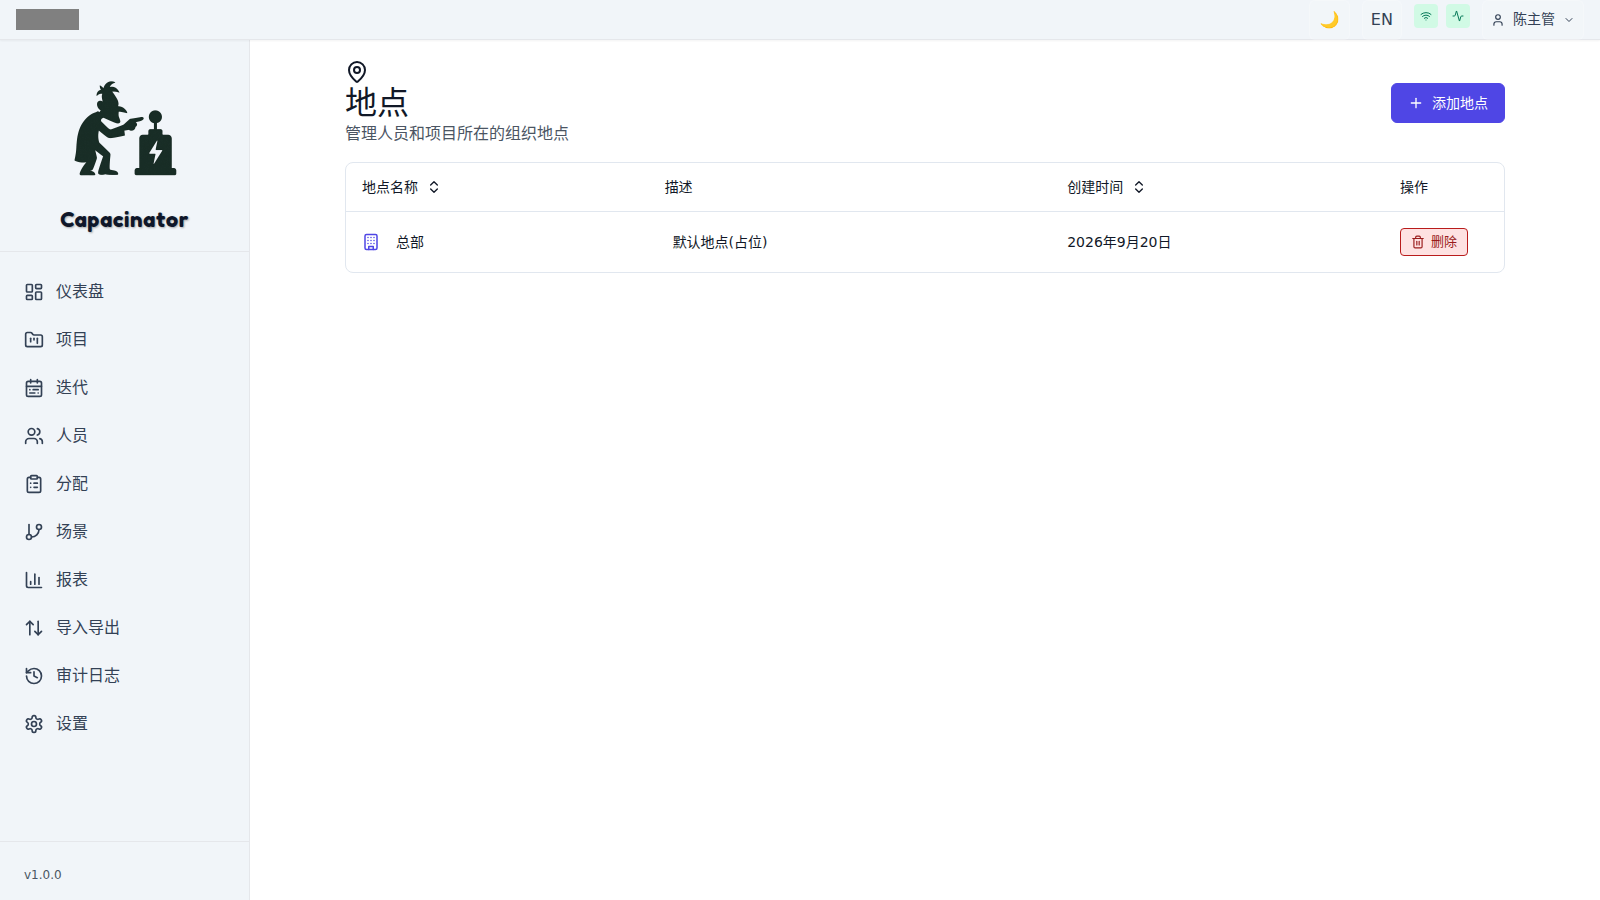 EN
陈主管
Capacinator
仪表盘
项目
迭代
人员
分配
场景
报表
导入导出
审计日志
设置
v1.0.0
地点
管理人员和项目所在的组织地点
添加地点
地点名称 描述 创建时间 操作
总部 默认地点(占位) 2026年9月20日 删除